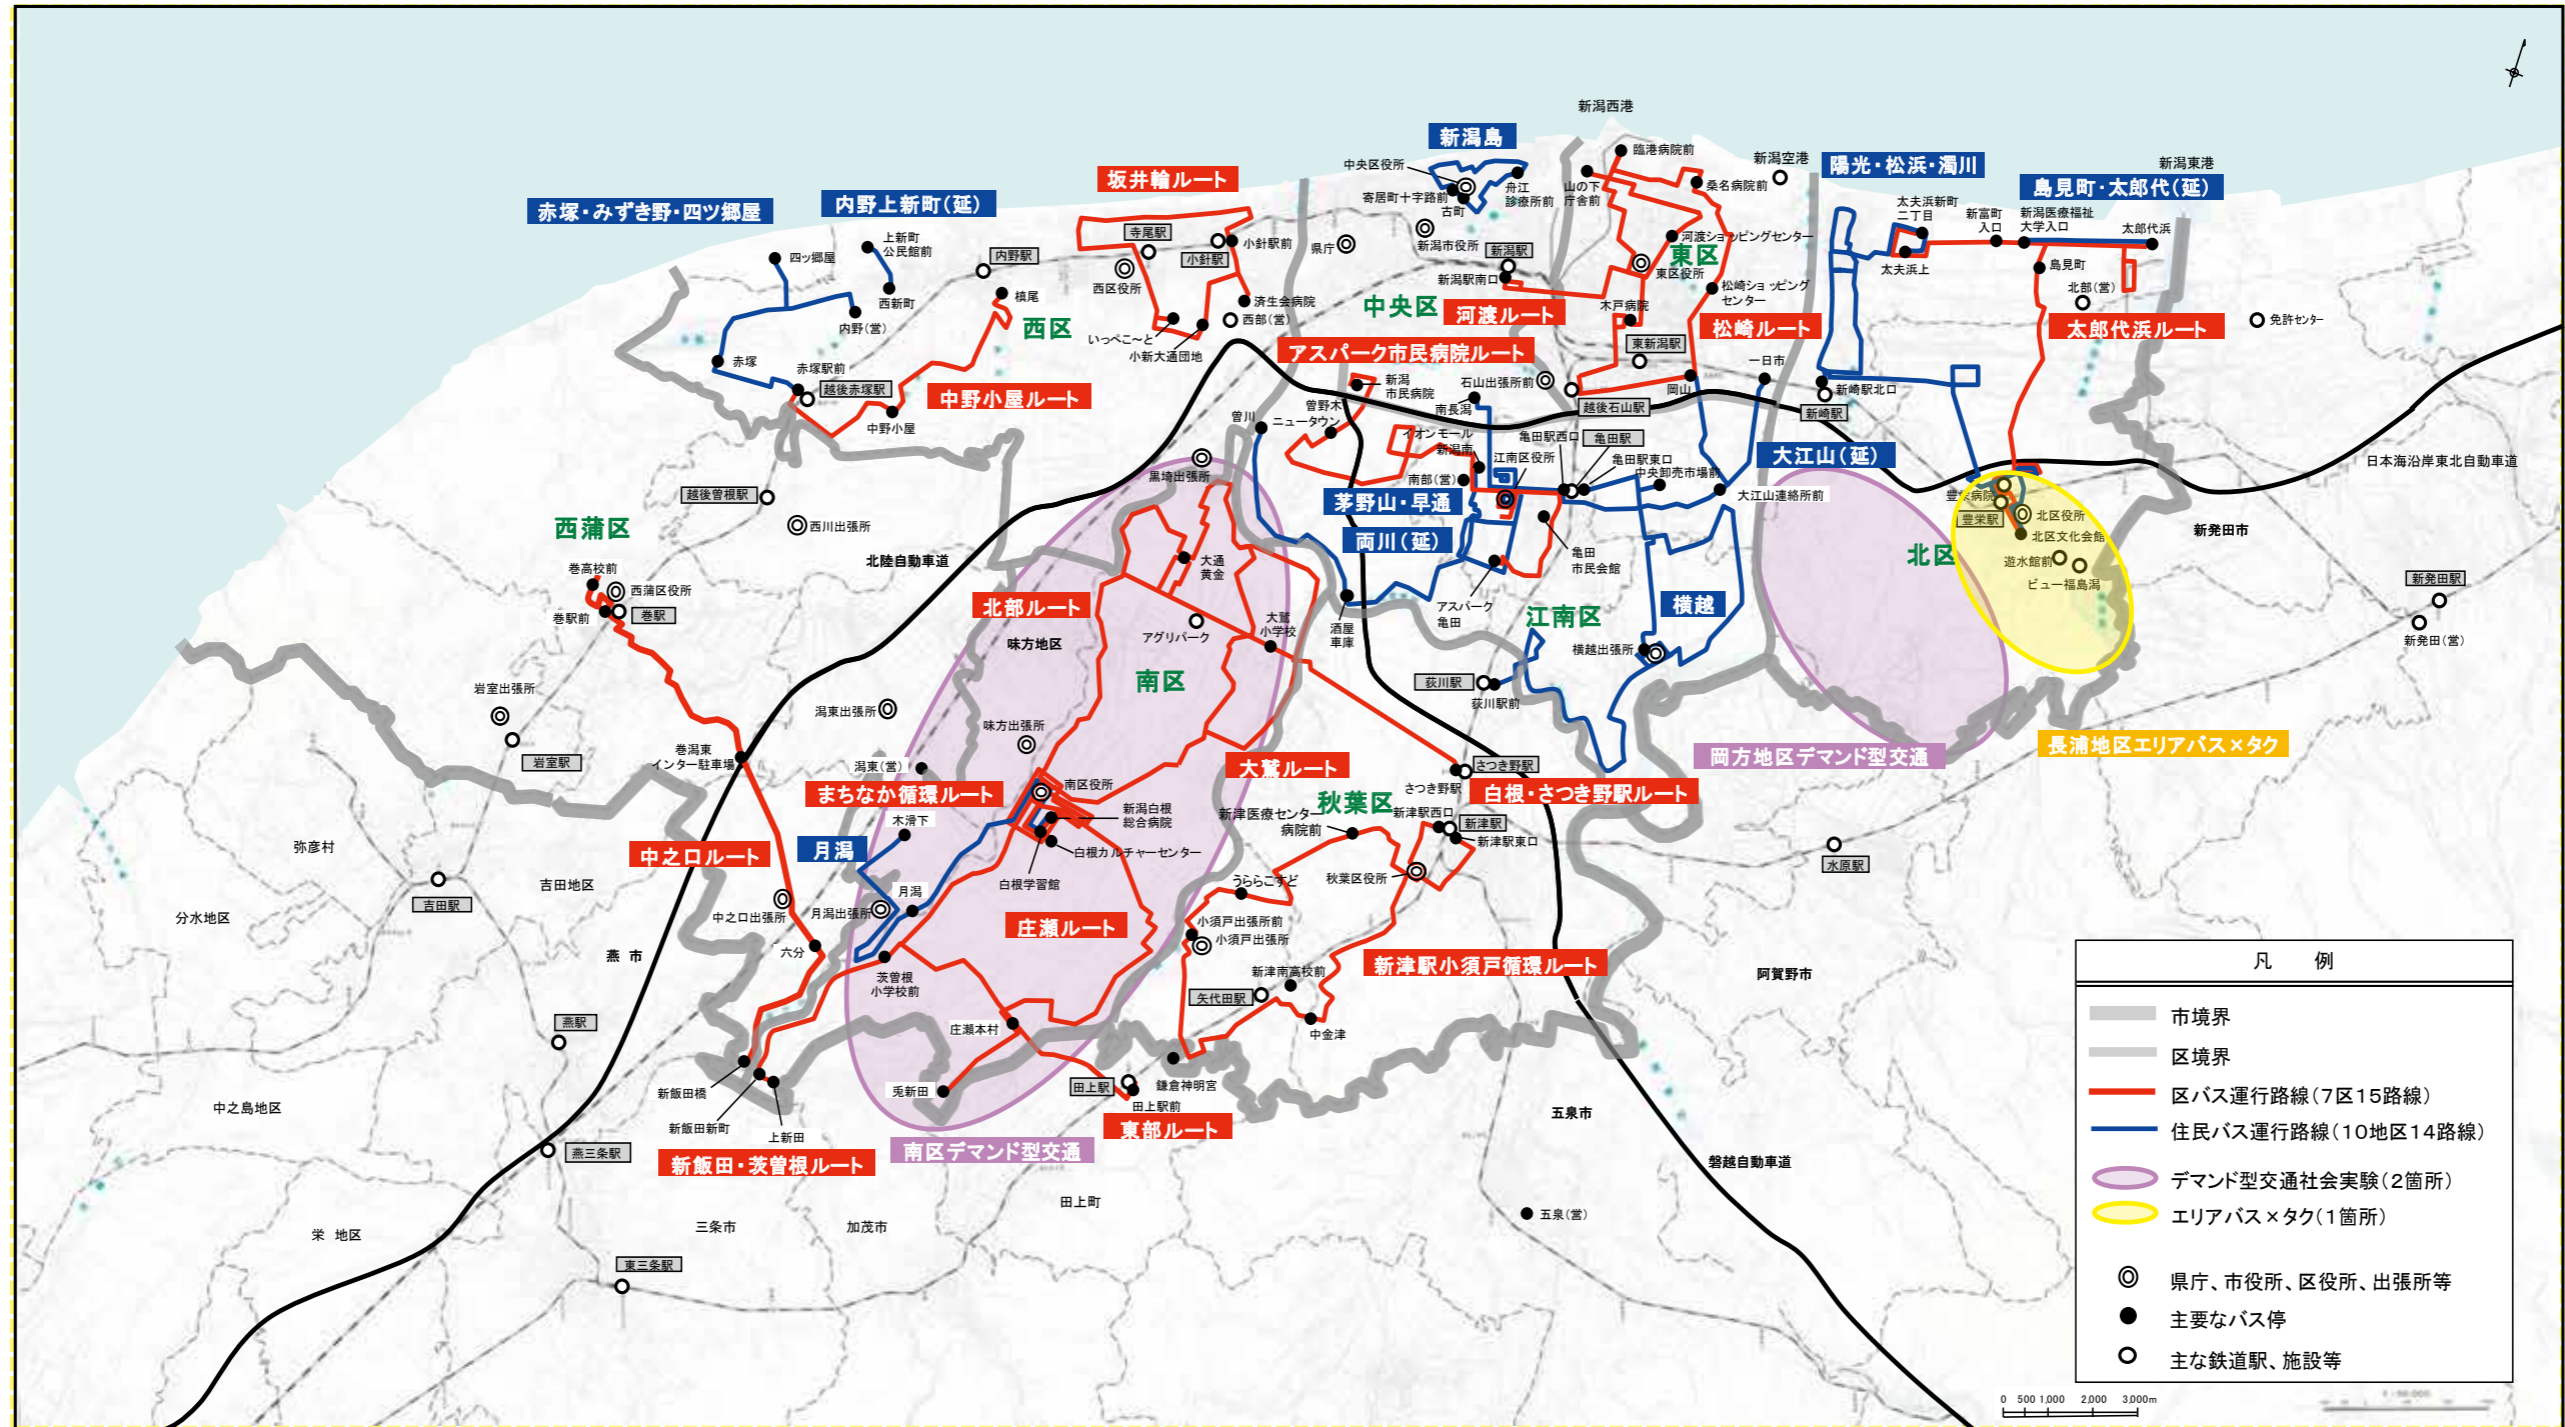 新潟西港
新潟島
中央区役所
寄居町十字路前
古町
舟江
診療所前
新潟市役所
県庁
新潟駅
新潟駅南口
中央区
山の下
庁舎前
臨港病院前
桑名病院前
新潟空港
河渡ショッピングセンター
東区
東区役所
松崎ショッピング
センター
木戸病院
河渡ルート
松崎ルート
東新潟駅
一日市
岡山
越後石山駅
石山出張所前
陽光・松浜・濁川
新潟東港
島見町・太郎代(延)
太夫浜新町
二丁目
新富町
入口
新潟医療福祉
大学入口
太郎代浜
太夫浜上
島見町
北部(営)
太郎代浜ルート
免許センター
新崎駅北口
新崎駅
日本海沿岸東北自動車道
坂井輪ルート
内野上新町(延)
赤塚・みずき野・四ツ郷屋
四ッ郷屋
上新町
公民館前
西新町
内野(営)
内野駅
槙尾
西区
寺尾駅
小針駅
小針駅前
西区役所
済生会病院
西部(営)
いっぺこ~と
小新大通団地
赤塚
赤塚駅前
越後赤塚駅
中野小屋
中野小屋ルート
アスパーク市民病院ルート
新潟
市民病院
曽野木
ニュータウン
曽川
南長潟
イオンモール
新潟南
南部(営)
江南区役所
亀田駅西口
亀田駅
亀田駅東口
中央卸売市場前
大江山(延)
大江山連絡所前
茅野山・早通
両川(延)
亀田
市民会館
アスパーク
亀田
酒屋
車庫
江南区
横越
横越出張所
荻川駅
荻川駅前
豊栄病院
豊栄駅
北区役所
北区文化会館
遊水館前
ビュー福島潟
北区
新発田市
新発田駅
新発田(営)
岡方地区デマンド型交通
長浦地区エリアバス×タク
越後曽根駅
西川出張所
西蒲区
巻高校前
西蒲区役所
巻駅前
巻駅
北陸自動車道
黒埼出張所
大通
黄金
北部ルート
味方地区
アグリパーク
大鷲
小学校
南区
岩室出張所
岩室駅
潟東出張所
味方出張所
巻潟東
インター駐車場
潟東(営)
まちなか循環ルート
木滑下
南区役所
新潟白根
総合病院
白根カルチャーセンター
白根学習館
大鷲ルート
さつき野駅
さつき野駅
白根・さつき野駅ルート
秋葉区
新津医療センター
病院前
新津駅西口
新津駅
新津駅東口
秋葉区役所
うららこすど
小須戸出張所前
小須戸出張所
水原駅
弥彦村
吉田地区
吉田駅
分水地区
燕 市
中之口ルート
月潟
月潟
中之口出張所
月潟出張所
六分
庄瀬ルート
茨曽根
小学校前
新津駅小須戸循環ルート
新津南高校前
矢代田駅
中金津
庄瀬本村
兎新田
田上駅
田上駅前
鎌倉神明宮
東部ルート
南区デマンド型交通
新飯田橋
新飯田新町
上新田
新飯田・茨曽根ルート
燕駅
中之島地区
燕三条駅
栄 地区
三条市
加茂市
田上町
東三条駅
五泉市
五泉(営)
磐越自動車道
阿賀野市
凡 例
市境界
区境界
区バス運行路線(7区15路線)
住民バス運行路線(10地区14路線)
デマンド型交通社会実験(2箇所)
エリアバス×タク(1箇所)
県庁、市役所、区役所、出張所等
主要なバス停
主な鉄道駅、施設等
0 500 1,000 2,000 3,000m